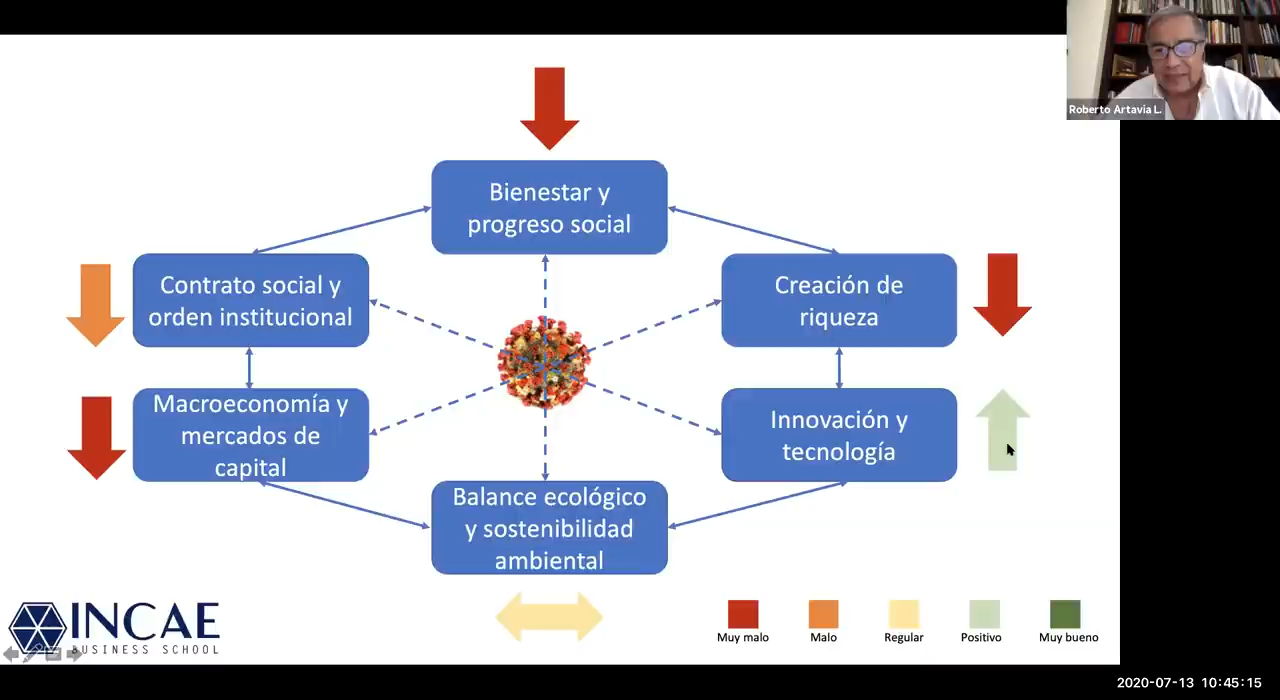 Roberto Artavia L.
Bienestar y
progreso social
Contrato social y
orden institucional
Creación de
riqueza
Macroeconomía y
mercados de
capital
Innovación y
tecnología
Balance ecológico
y sostenibilidad
ambiental
INCAE
BUSINESS SCHOOL
Muy malo
Malo
Regular
Positivo
Muy bueno
2020-07-13 10:45:15